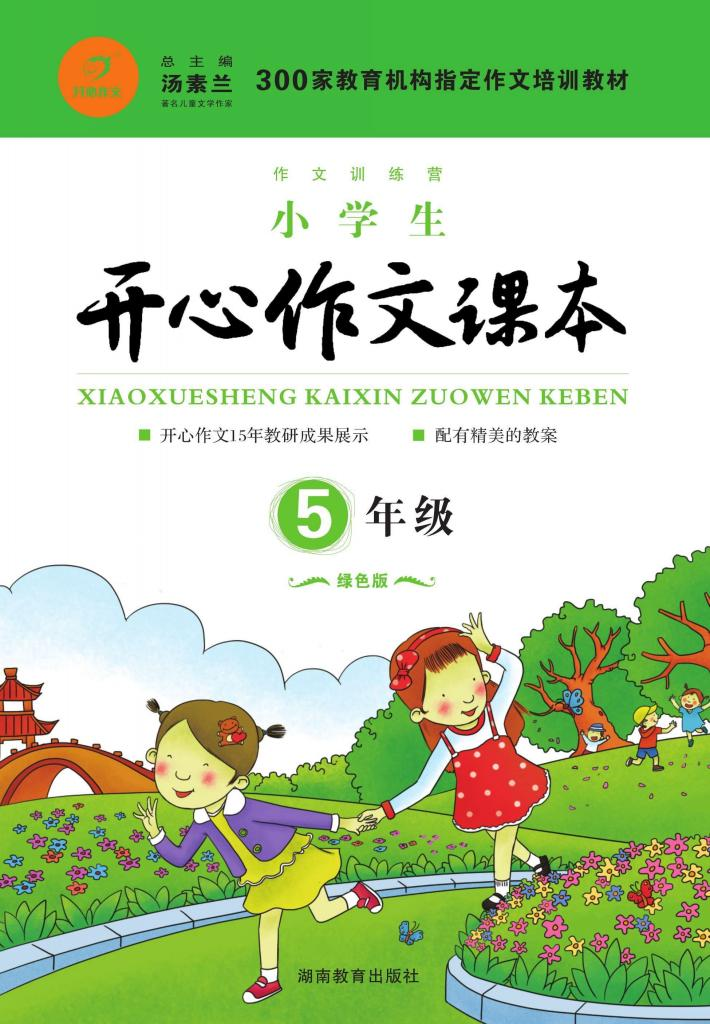 开心作文
总主编
汤素兰
著名儿童文学作家
300家教育机构指定作文培训教材
作文训练营
小学生
开心作文课本
XIAOXUESHENG KAIXIN ZUOWEN KEBEN
■ 开心作文15年教研成果展示 ■ 配有精美的教案
5年级
绿色版
湖南教育出版社